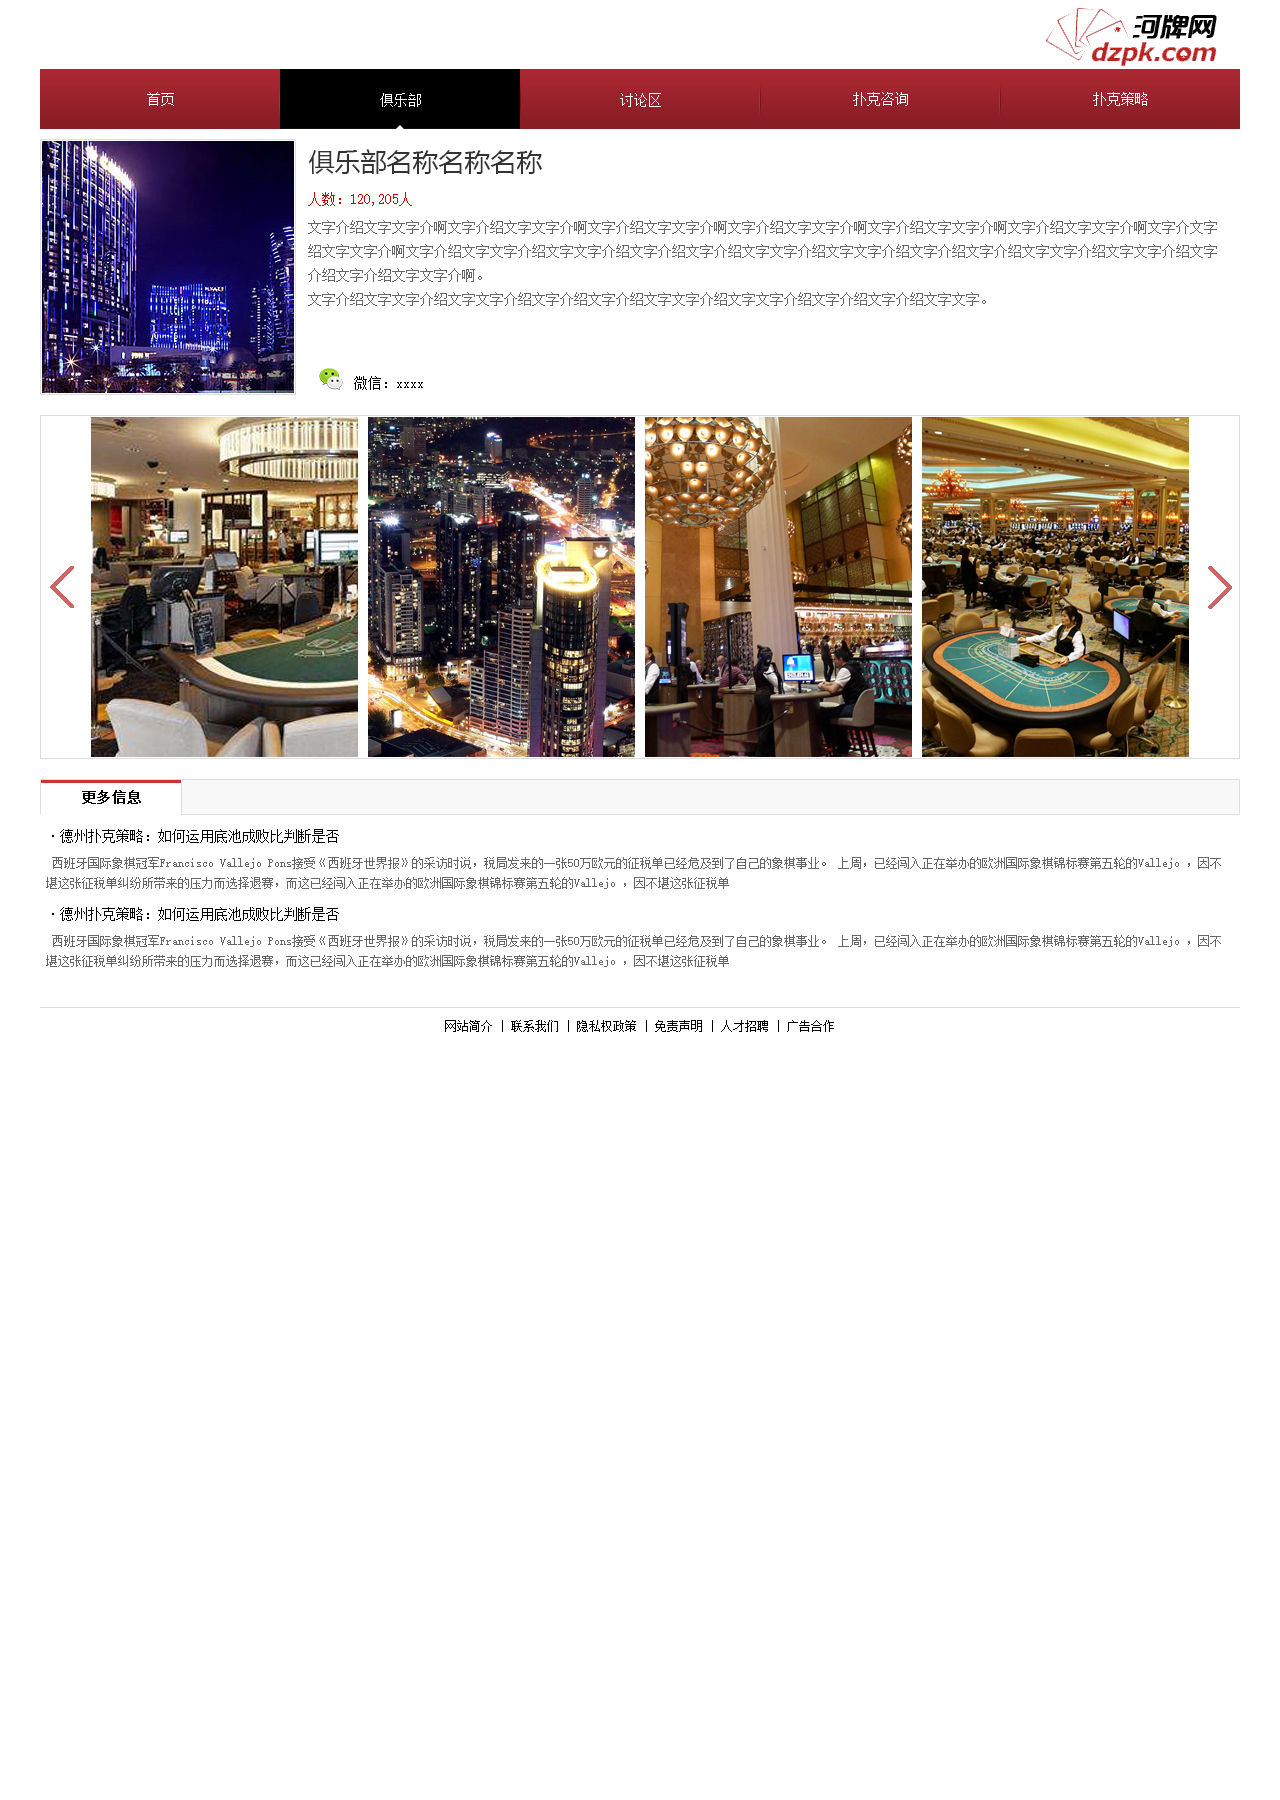 河牌网
dzpk.com
首页 俱乐部 讨论区 扑克咨询 扑克策略
俱乐部名称名称名称
人数：120,205人
文字介绍文字文字介啊文字介绍文字文字介啊文字介绍文字文字介啊文字介绍文字文字介啊文字介绍文字文字介啊文字介绍文字文字介啊文字介文字
绍文字文字介啊文字介绍文字文字介绍文字文字介绍文字介绍文字介绍文字文字介绍文字文字介绍文字介绍文字介绍文字文字介绍文字文字介绍文字
介绍文字介绍文字文字介啊。
文字介绍文字文字介绍文字文字介绍文字介绍文字介绍文字文字介绍文字文字介绍文字介绍文字介绍文字文字。
微信：xxxx
更多信息
·德州扑克策略：如何运用底池成败比判断是否
西班牙国际象棋冠军Francisco Vallejo Pons接受《西班牙世界报》的采访时说，税局发来的一张50万欧元的征税单已经危及到了自己的象棋事业。 上周，已经闯入正在举办的欧洲国际象棋锦标赛第五轮的Vallejo ，因不
堪这张征税单纠纷所带来的压力而选择退赛，而这已经闯入正在举办的欧洲国际象棋锦标赛第五轮的Vallejo ，因不堪这张征税单
·德州扑克策略：如何运用底池成败比判断是否
西班牙国际象棋冠军Francisco Vallejo Pons接受《西班牙世界报》的采访时说，税局发来的一张50万欧元的征税单已经危及到了自己的象棋事业。 上周，已经闯入正在举办的欧洲国际象棋锦标赛第五轮的Vallejo ，因不
堪这张征税单纠纷所带来的压力而选择退赛，而这已经闯入正在举办的欧洲国际象棋锦标赛第五轮的Vallejo ，因不堪这张征税单
网站简介 | 联系我们 | 隐私权政策 | 免责声明 | 人才招聘 | 广告合作